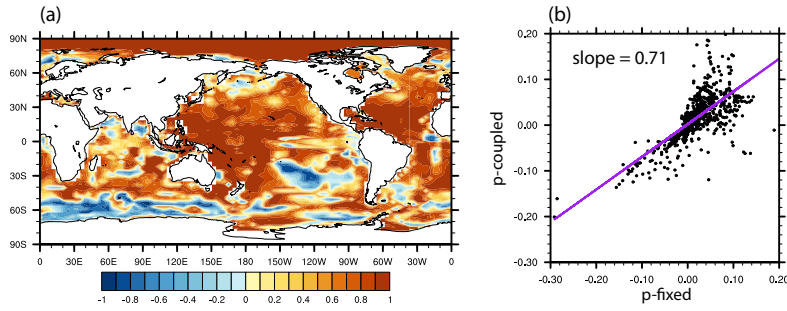 (a)
(b)
90N
60N
30N
0
30S
60S
90S
0 30E 60E 90E 120E 150E 180 150W 120W 90W 60W 30W 0
-1 -0.8 -0.6 -0.4 -0.2 0 0.2 0.4 0.6 0.8 1
slope = 0.71
p-coupled
0.20
0.10
0.00
-0.10
-0.20
-0.30
-0.30 -0.20 -0.10 0.00 0.10 0.20
p-fixed